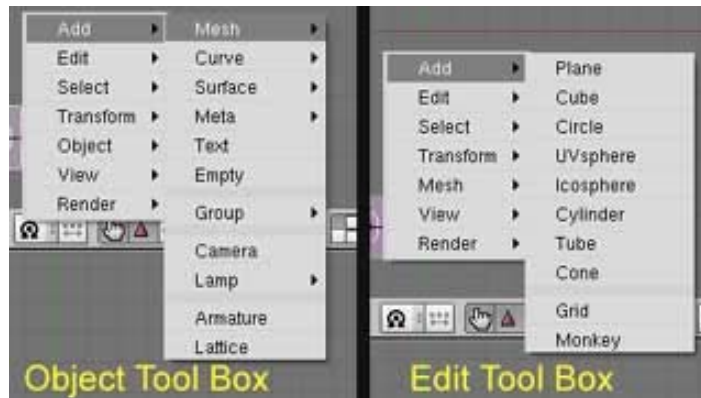 Add
Edit
Select
Transform
Object
View
Render
Mesh
Curve
Surface
Meta
Text
Empty
Group
Camera
Lamp
Armature
Lattice
Object Tool Box
Add
Edit
Select
Transform
Mesh
View
Render
Plane
Cube
Circle
UVsphere
Icosphere
Cylinder
Tube
Cone
Grid
Monkey
Edit Tool Box